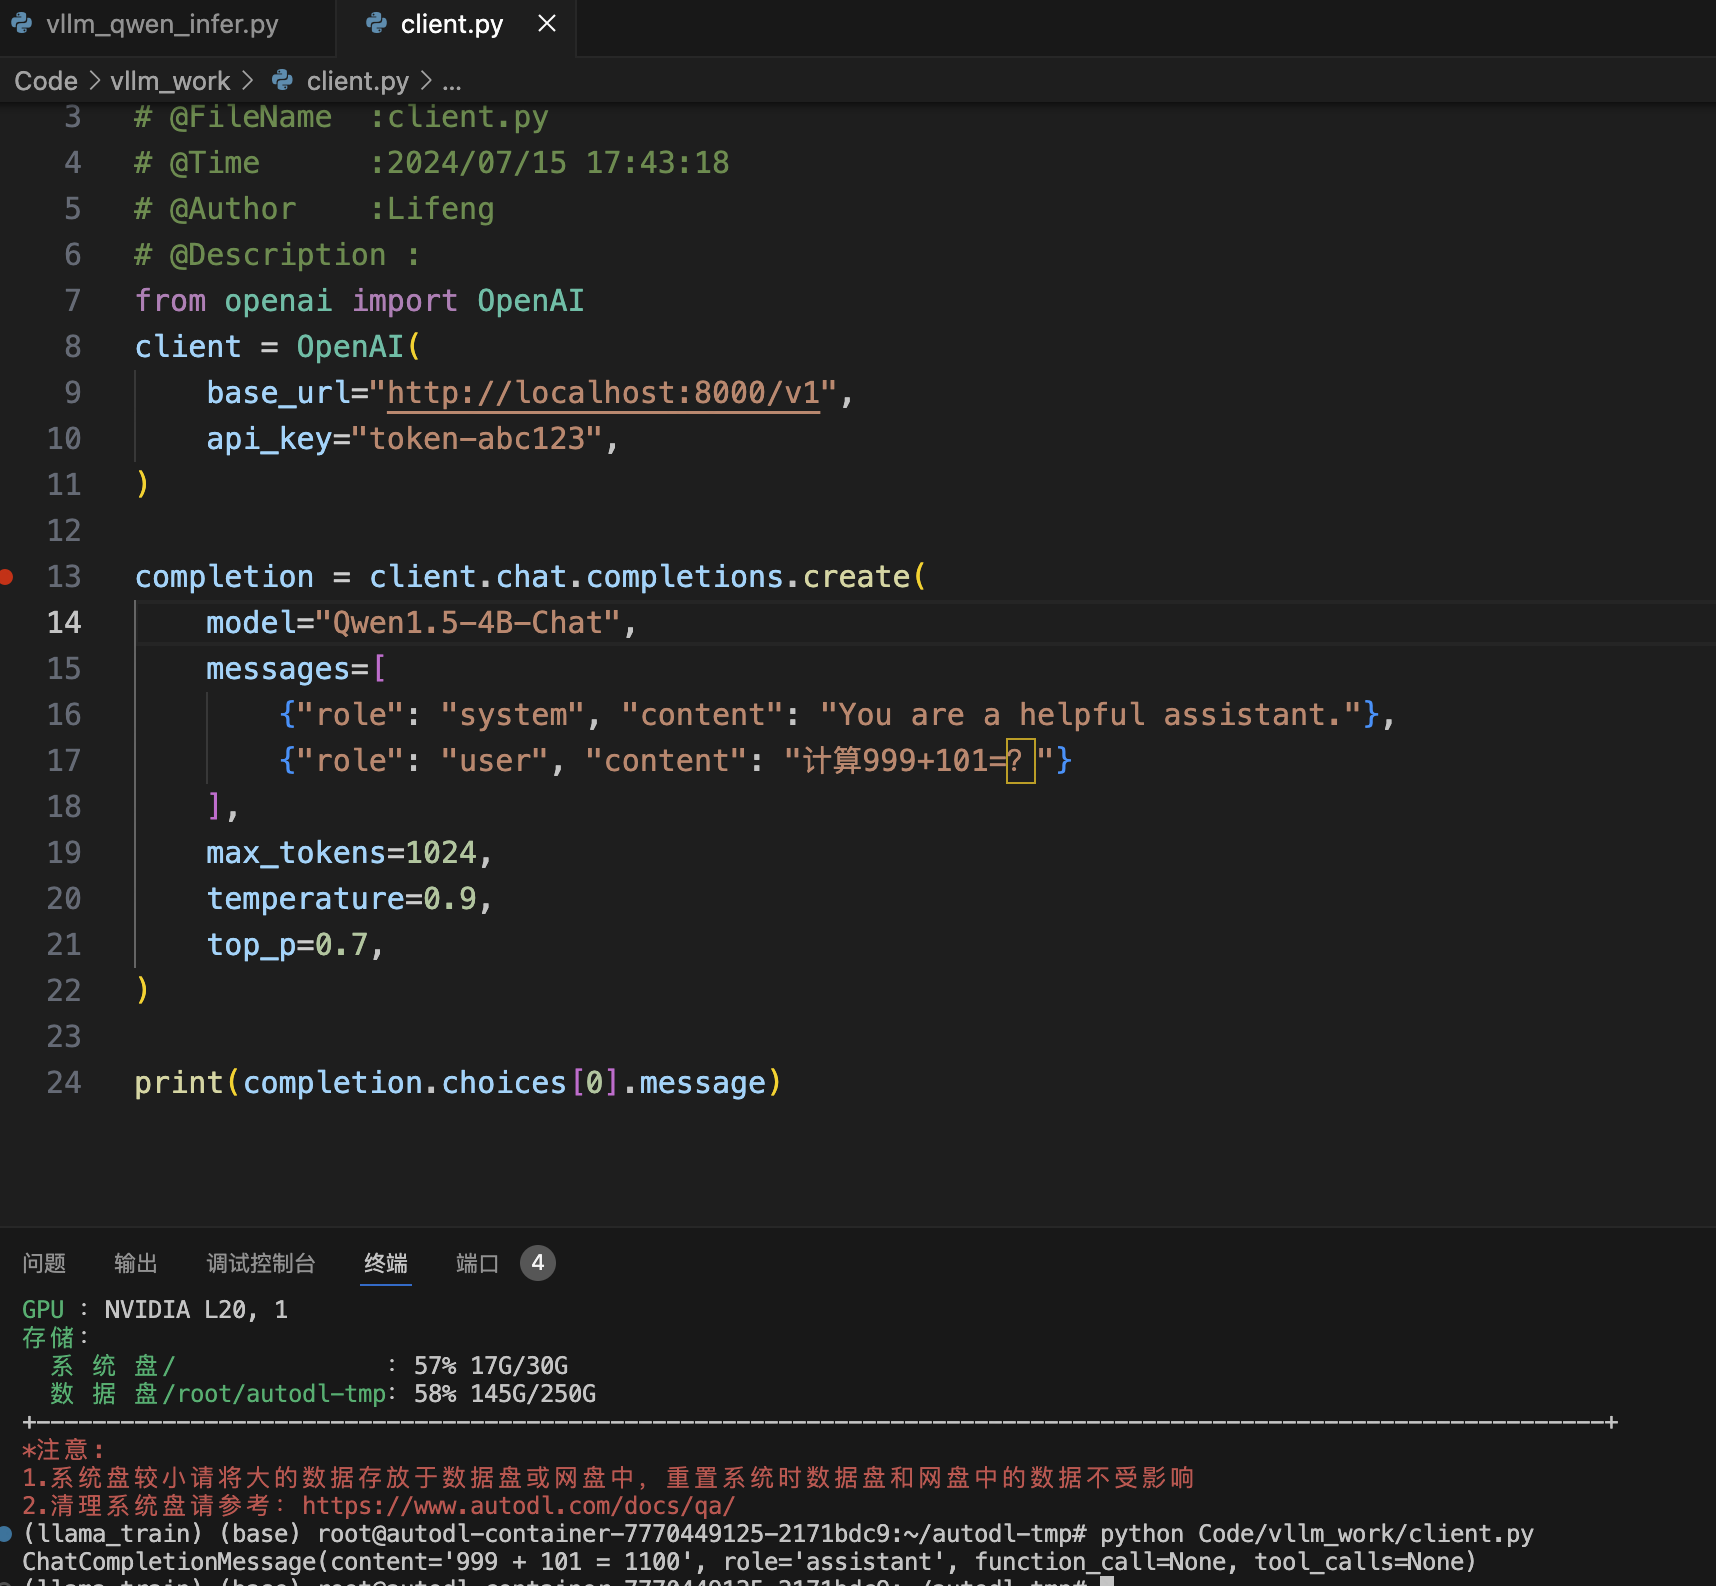 vllm_qwen_infer.py
client.py
Code > vllm_work > client.py > ...
3 # @FileName :client.py
4 # @Time :2024/07/15 17:43:18
5 # @Author :Lifeng
6 # @Description :
7 from openai import OpenAI
8 client = OpenAI(
9 base_url="http://localhost:8000/v1",
10 api_key="token-abc123",
11 )
12
13 completion = client.chat.completions.create(
14 model="Qwen1.5-4B-Chat",
15 messages=[
16 {"role": "system", "content": "You are a helpful assistant."},
17 {"role": "user", "content": "计算999+101=？"}
18 ],
19 max_tokens=1024,
20 temperature=0.9,
21 top_p=0.7,
22 )
23
24 print(completion.choices[0].message)
问题 输出 调试控制台 终端 端口 4
GPU : NVIDIA L20, 1
存储:
系统盘/ : 57% 17G/30G
数据盘/root/autodl-tmp: 58% 145G/250G
+----------------------------------------------------------------------------------------------------------------+
*注意:
1.系统盘较小请将大的数据存放于数据盘或网盘中，重置系统时数据盘和网盘中的数据不受影响
2.清理系统盘请参考：https://www.autodl.com/docs/qa/
(llama_train) (base) root@autodl-container-7770449125-2171bdc9:~/autodl-tmp# python Code/vllm_work/client.py
ChatCompletionMessage(content='999 + 101 = 1100', role='assistant', function_call=None, tool_calls=None)
(llama_train) (base) root@autodl-container-7770449125-2171bdc9:~/autodl-tmp#